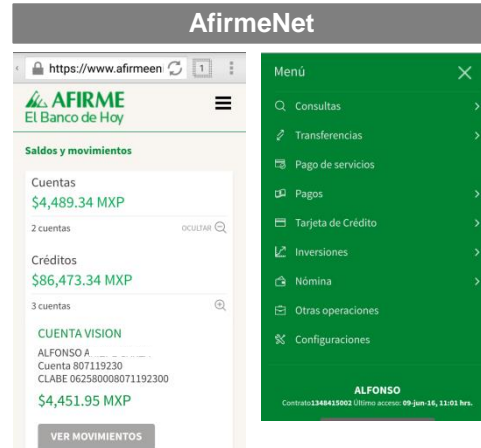 AfirmeNet
https://www.afirmeen
1
AFIRME
El Banco de Hoy
Saldos y movimientos
Cuentas
$4,489.34 MXP
2 cuentas
OCULTAR
Créditos
$86,473.34 MXP
3 cuentas
CUENTA VISION
ALFONSO A
Cuenta 807119230
CLABE 062580008071192300
$4,451.95 MXP
VER MOVIMIENTOS
Menú
Consultas
Transferencias
Pago de servicios
Pagos
Tarjeta de Crédito
Inversiones
Nómina
Otras operaciones
Configuraciones
ALFONSO
Contrato1348415002 Último acceso: 09-jun-16, 11:01 hrs.